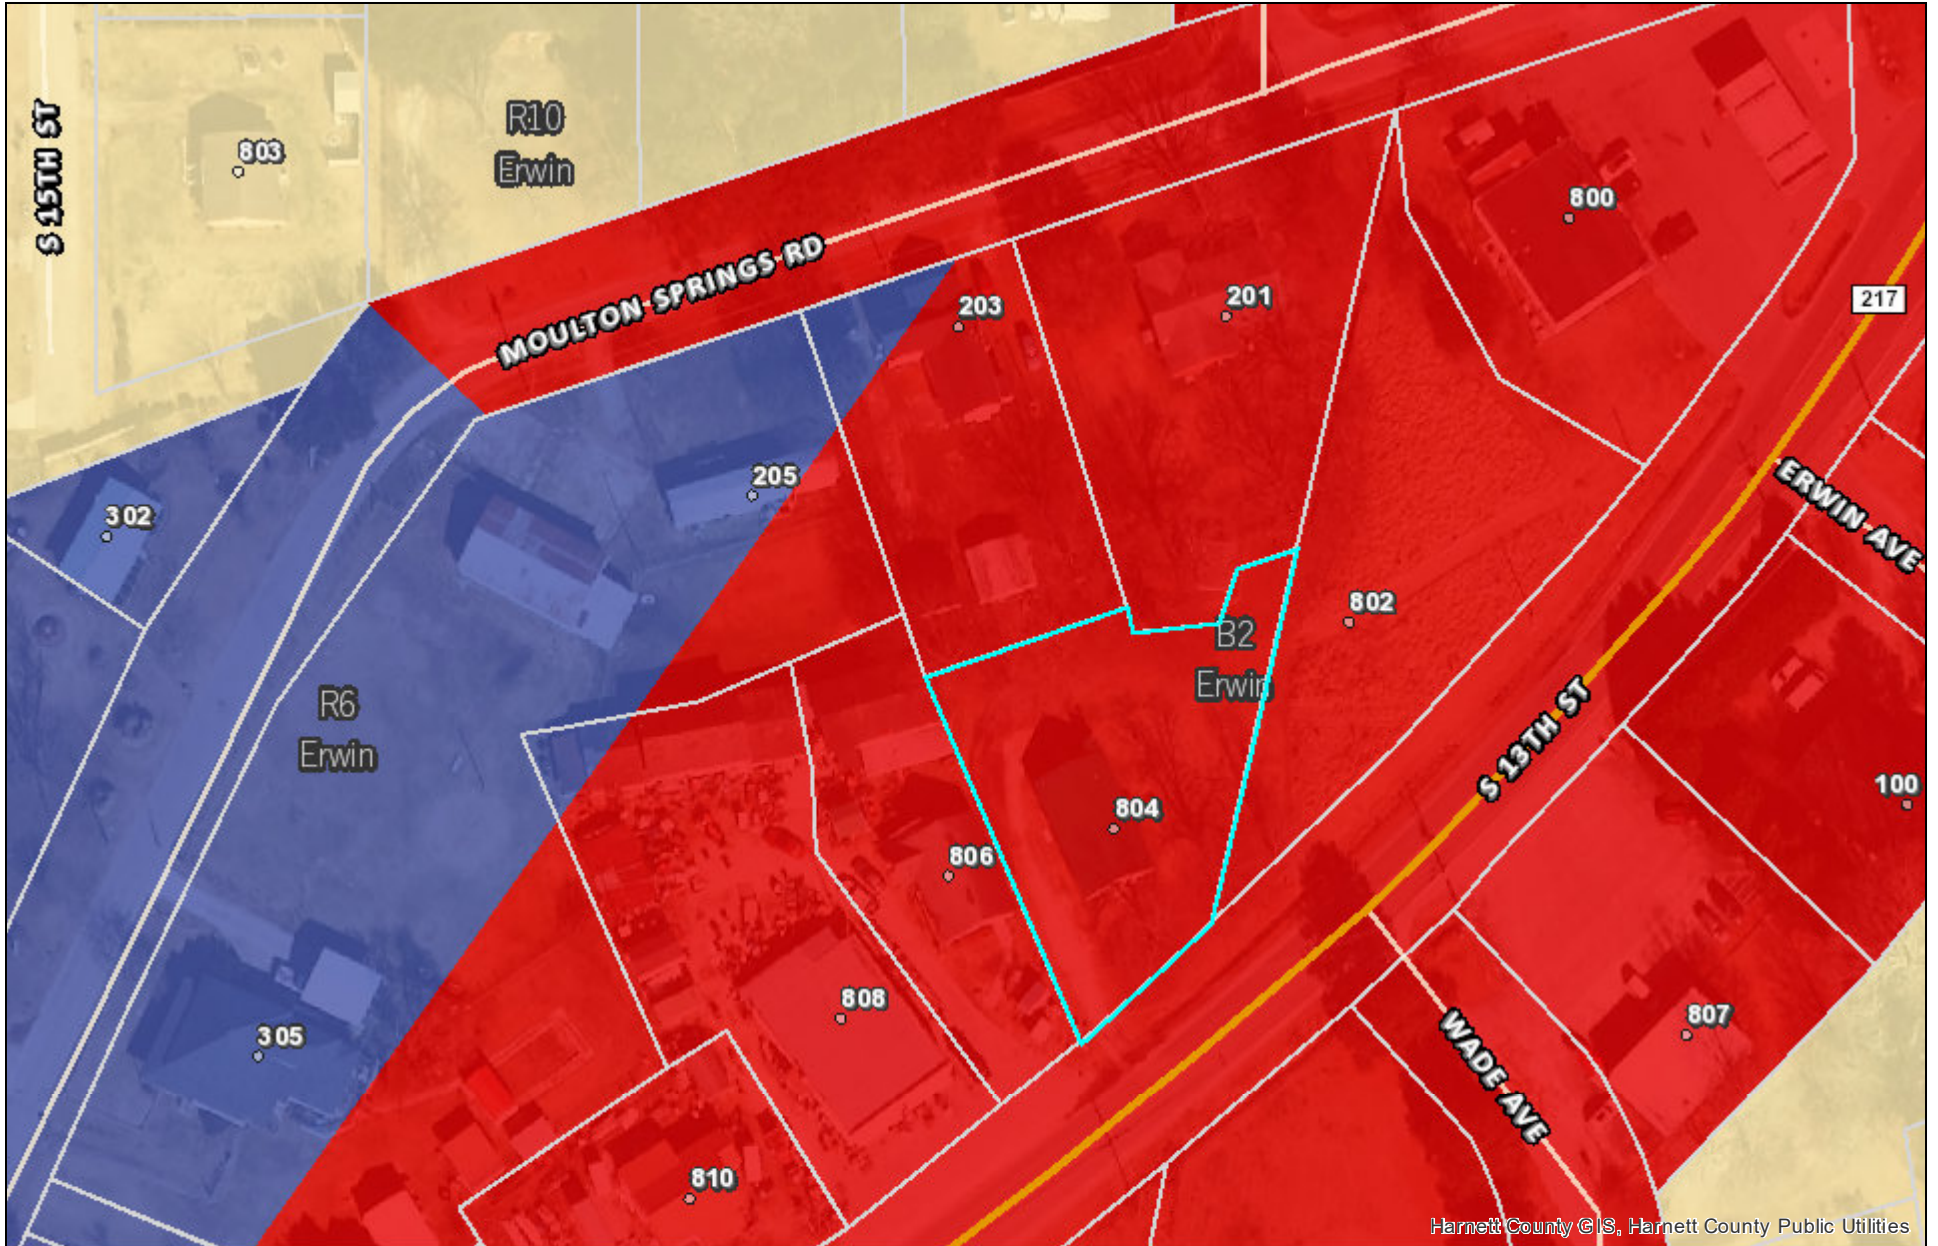 S 15TH ST
803
R10
Erwin
800
MOULTON SPRINGS RD
203
201
217
205
ERWIN AVE
302
802
B2
Erwin
R6
Erwin
S 13TH ST
100
804
806
808
305
807
WADE AVE
810
Harnett County GIS, Harnett County Public Utilities